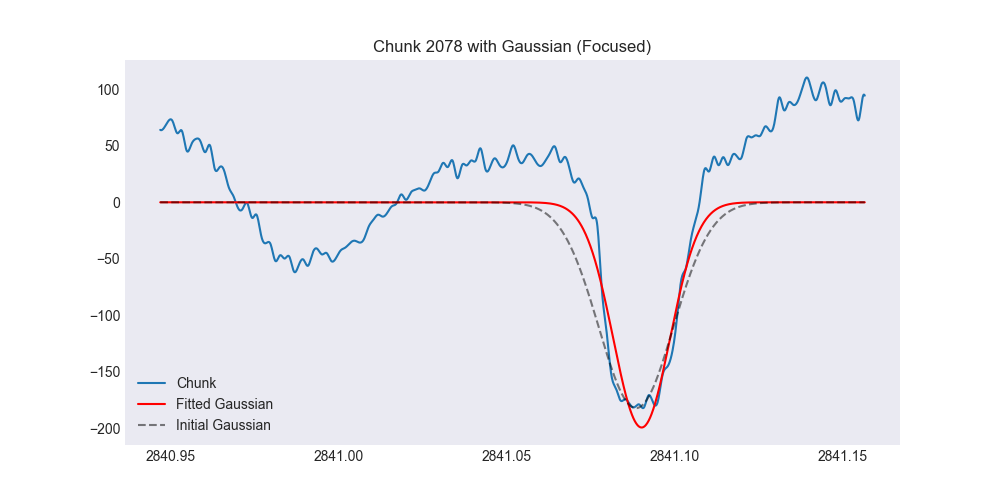 Chunk 2078 with Gaussian (Focused)
100
50
0
−50
−100
−150
−200
Chunk
Fitted Gaussian
Initial Gaussian
2840.95 2841.00 2841.05 2841.10 2841.15